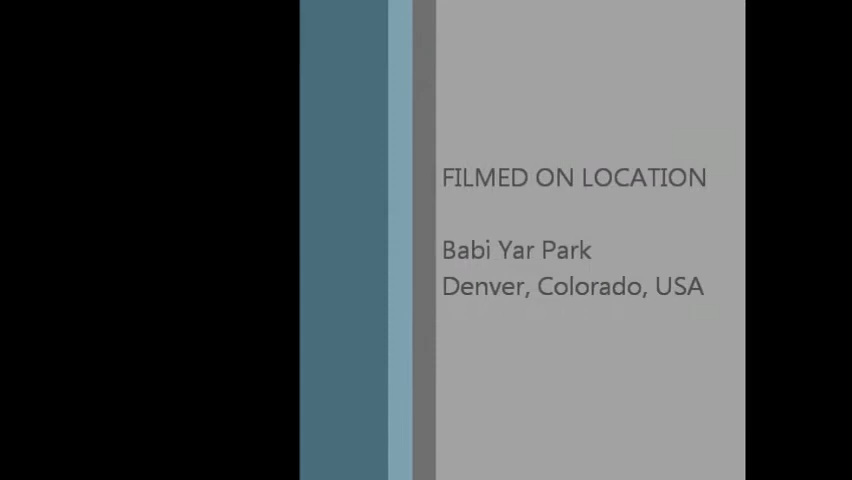 FILMED ON LOCATION
Babi Yar Park
Denver, Colorado, USA